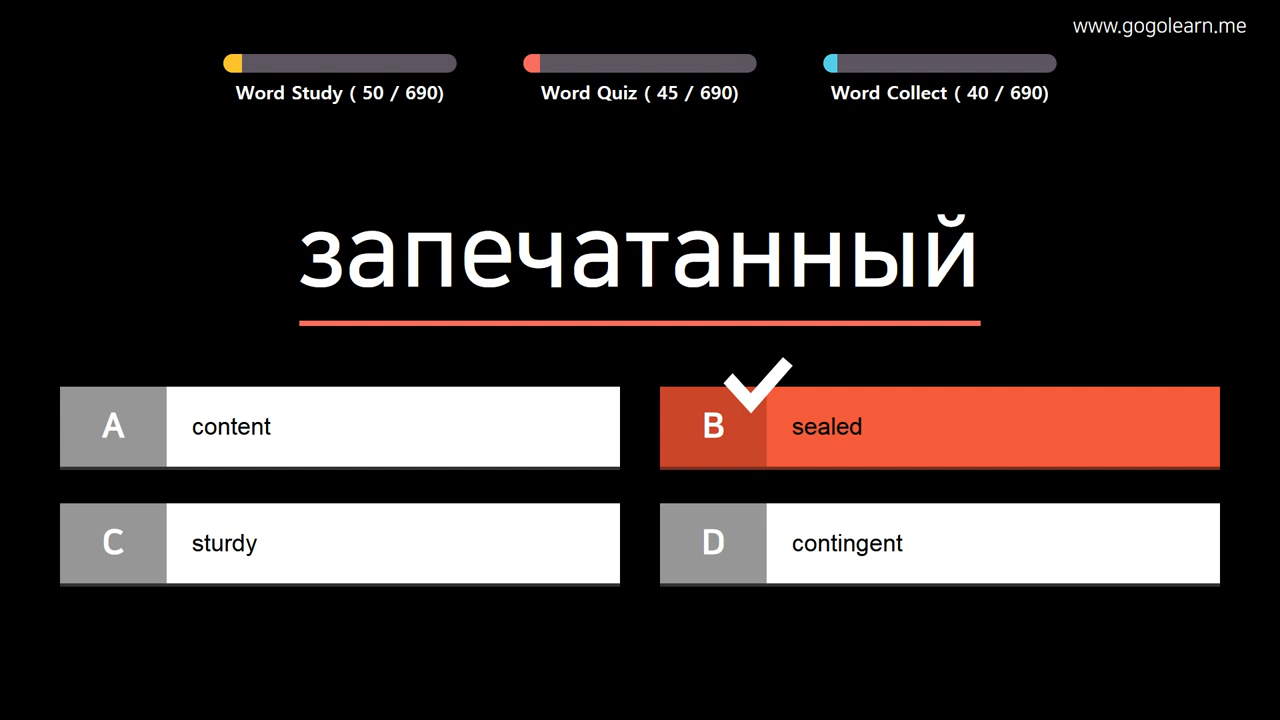 www.gogolearn.me
Word Study ( 50 / 690)
Word Quiz ( 45 / 690)
Word Collect ( 40 / 690)
запечатанный
A content
B sealed
C sturdy
D contingent